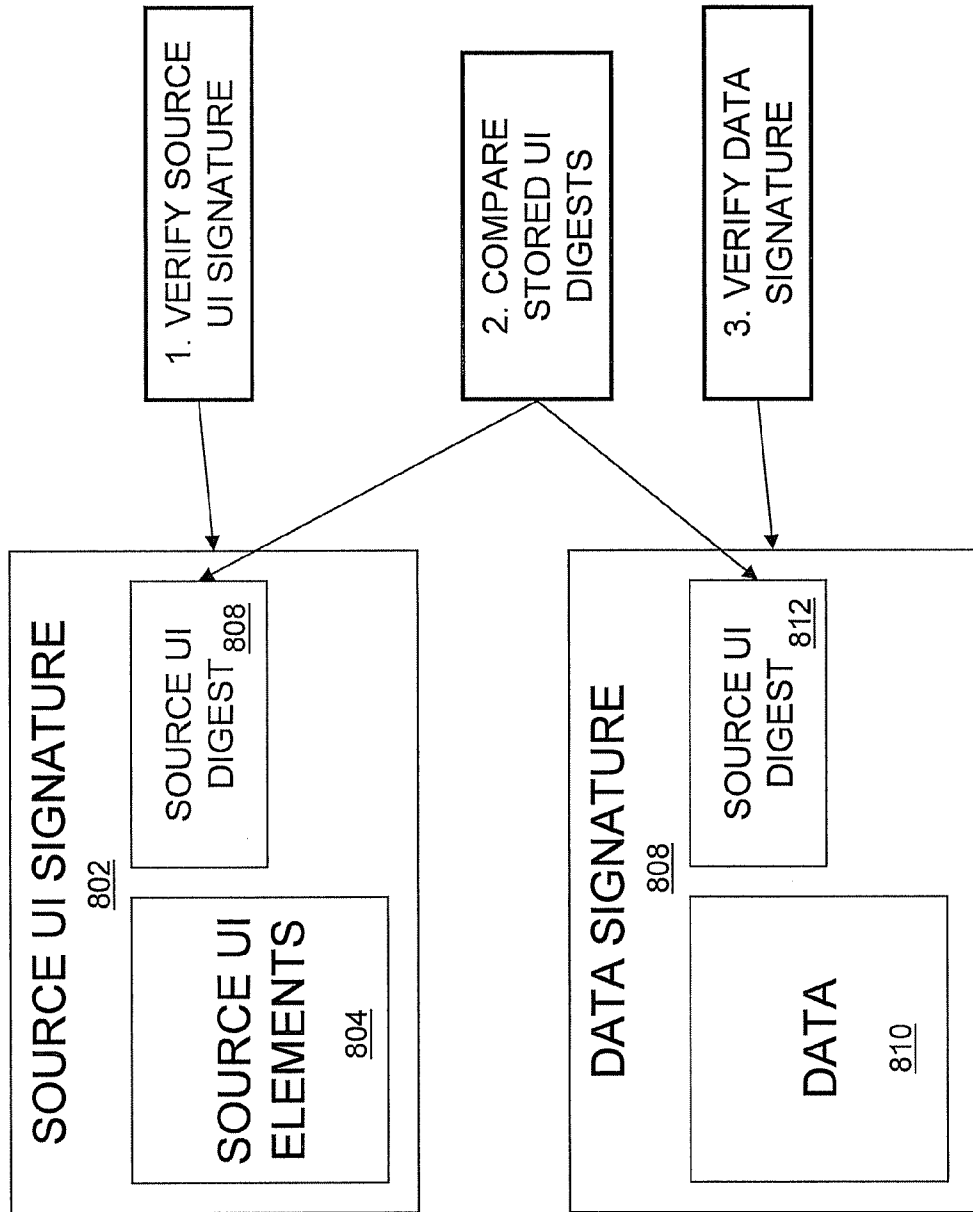 SOURCE UI SIGNATURE
802
SOURCE UI
ELEMENTS
804
SOURCE UI
DIGEST 808
DATA SIGNATURE
808
DATA
810
SOURCE UI
DIGEST 812
1. VERIFY SOURCE
UI SIGNATURE
2. COMPARE
STORED UI
DIGESTS
3. VERIFY DATA
SIGNATURE